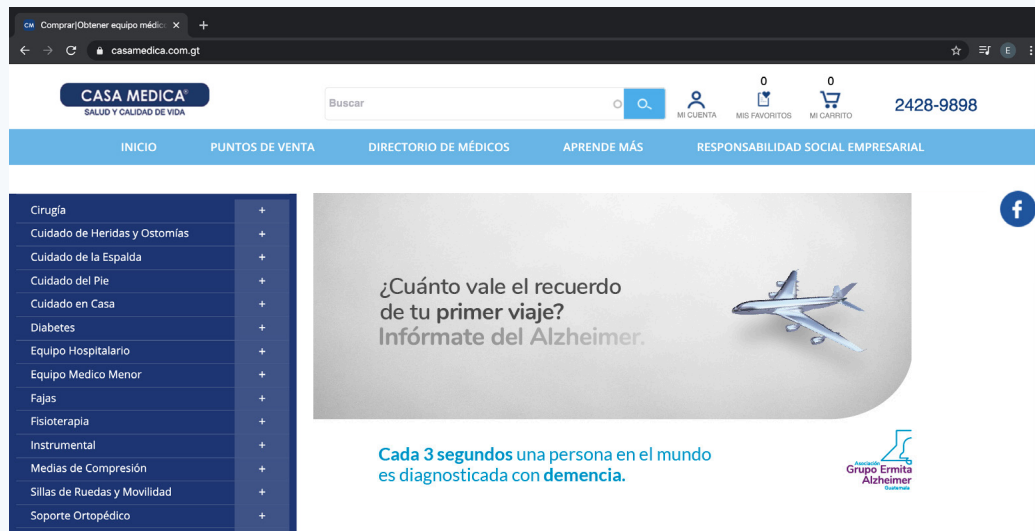 CM Comprar|Obtener equipo médic
casamedica.com.gt
E
CASA MEDICA®
SALUD Y CALIDAD DE VIDA
Buscar
MI CUENTA
0
MIS FAVORITOS
0
MI CARRITO
2428-9898
INICIO PUNTOS DE VENTA DIRECTORIO DE MÉDICOS APRENDE MÁS RESPONSABILIDAD SOCIAL EMPRESARIAL
Cirugía +
Cuidado de Heridas y Ostomías +
Cuidado de la Espalda +
Cuidado del Pie +
Cuidado en Casa +
Diabetes +
Equipo Hospitalario +
Equipo Medico Menor +
Fajas +
Fisioterapia +
Instrumental +
Medias de Compresión +
Sillas de Ruedas y Movilidad +
Soporte Ortopédico +
¿Cuánto vale el recuerdo
de tu primer viaje?
Infórmate del Alzheimer.
Cada 3 segundos una persona en el mundo
es diagnosticada con demencia.
Asociación
Grupo Ermita
Alzheimer
Guatemala
f